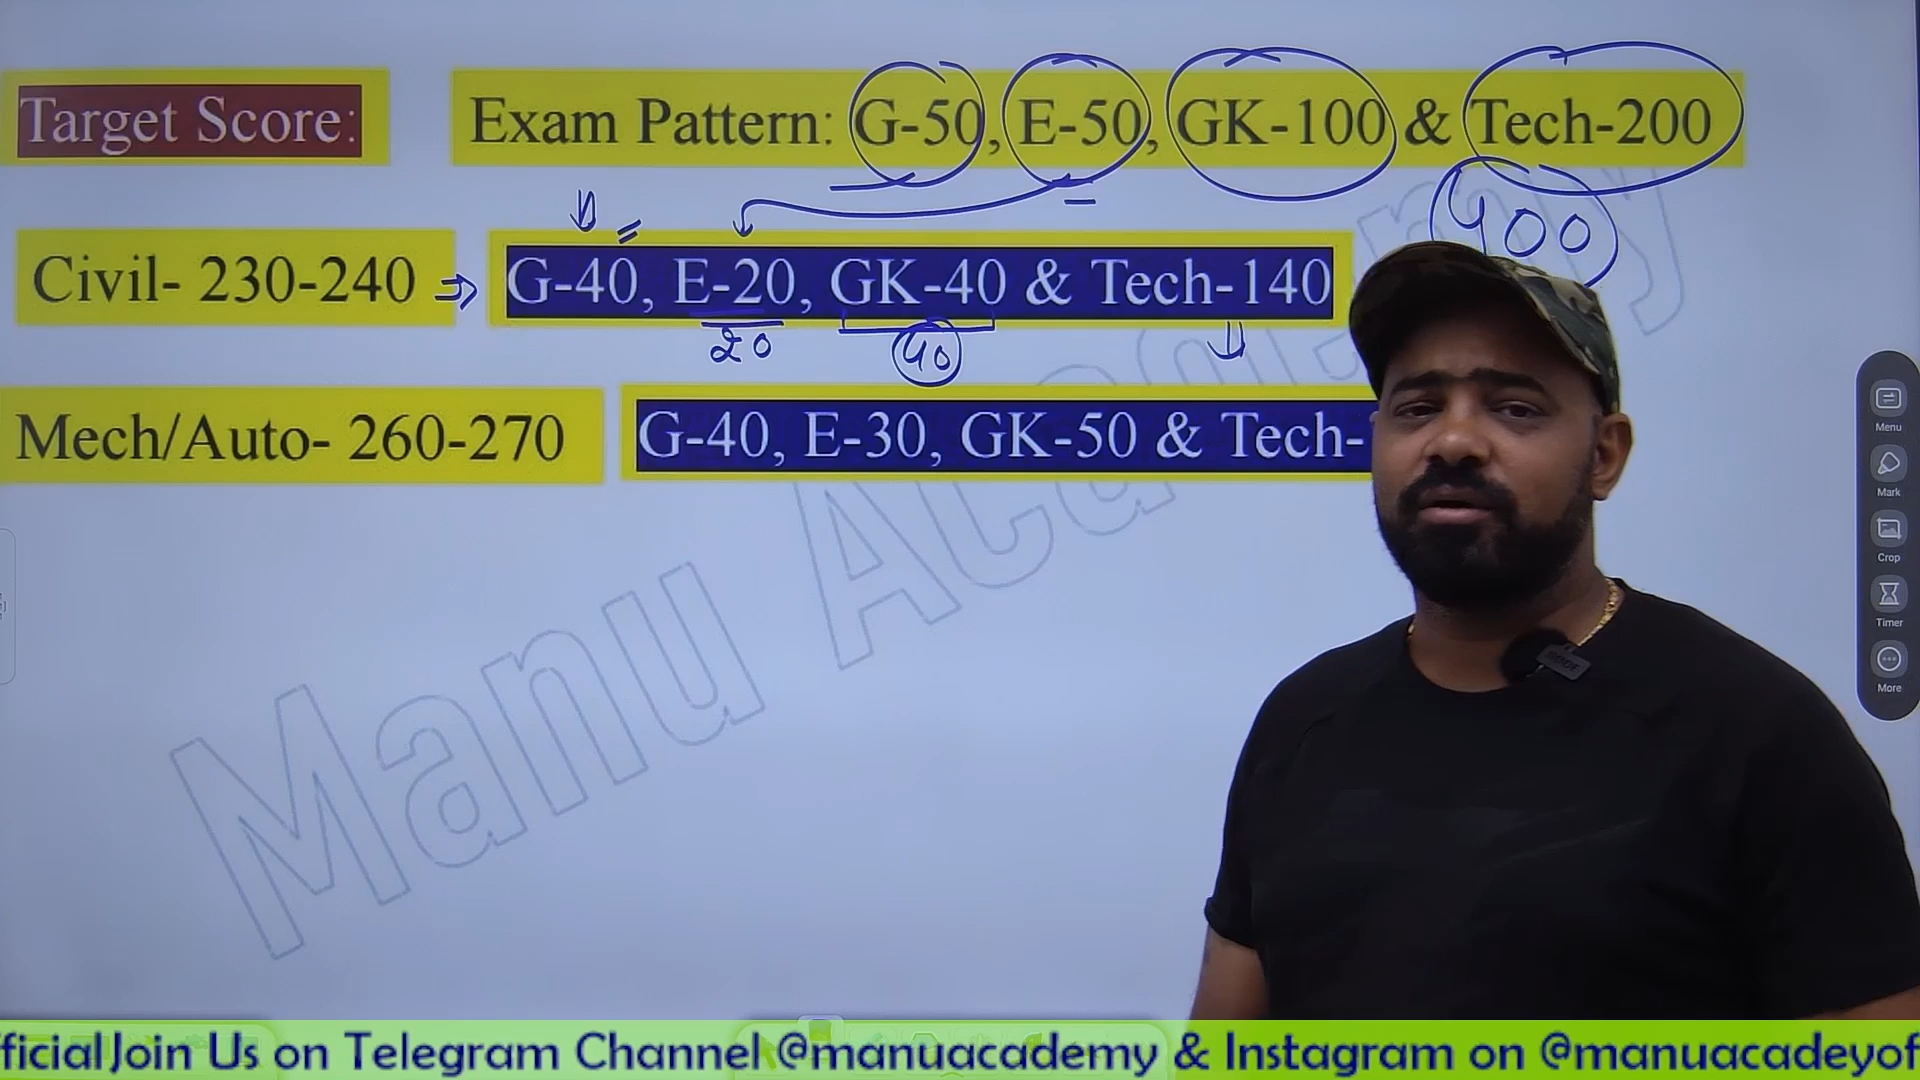 Target Score: Exam Pattern: G-50, E-50, GK-100 & Tech-200
400
Civil- 230-240 ⇒ G-40, E-20, GK-40 & Tech-140
20 40
Mech/Auto- 260-270 G-40, E-30, GK-50 & Tech-
Manu Academy
Menu
Mark
Crop
Timer
More
fficial Join Us on Telegram Channel @manuacademy & Instagram on @manuacadeyof